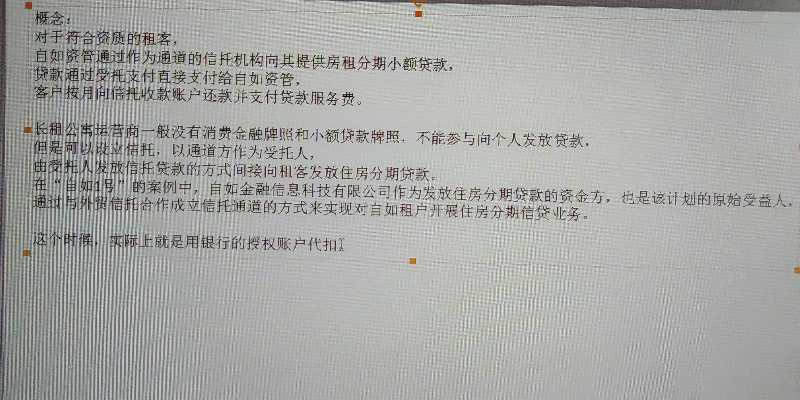 概念：
对于符合资质的租客，
自如资管通过作为通道的信托机构向其提供房租分期小额贷款，
贷款通过受托支付直接支付给自如资管，
客户按月向信托收款账户还款并支付贷款服务费。
长租公寓运营商一般没有消费金融牌照和小额贷款牌照，不能参与向个人发放贷款，
但是可以设立信托，以通道方作为受托人，
由受托人发放信托贷款的方式间接向租客发放住房分期贷款。
在“自如1号”的案例中，自如金融信息科技有限公司作为发放住房分期贷款的资金方，也是该计划的原始受益人，
通过与外贸信托合作成立信托通道的方式来实现对自如租户开展住房分期信贷业务。
这个时候，实际上就是用银行的授权账户代扣